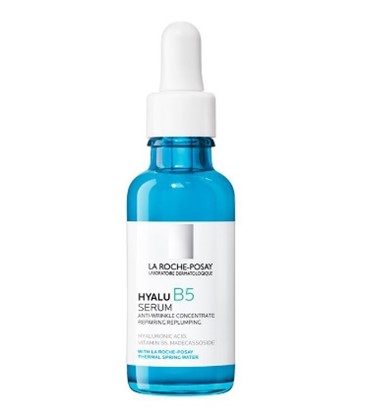 LA ROCHE-POSAY
LABORATOIRE DERMATOLOGIQUE
HYALU B5
SERUM
ANTI-WRINKLE CONCENTRATE
REPAIRING REPLUMPING
HYALURONIC ACID
VITAMIN B5. MADECASSOSIDE
WITH LA ROCHE-POSAY
THERMAL SPRING WATER